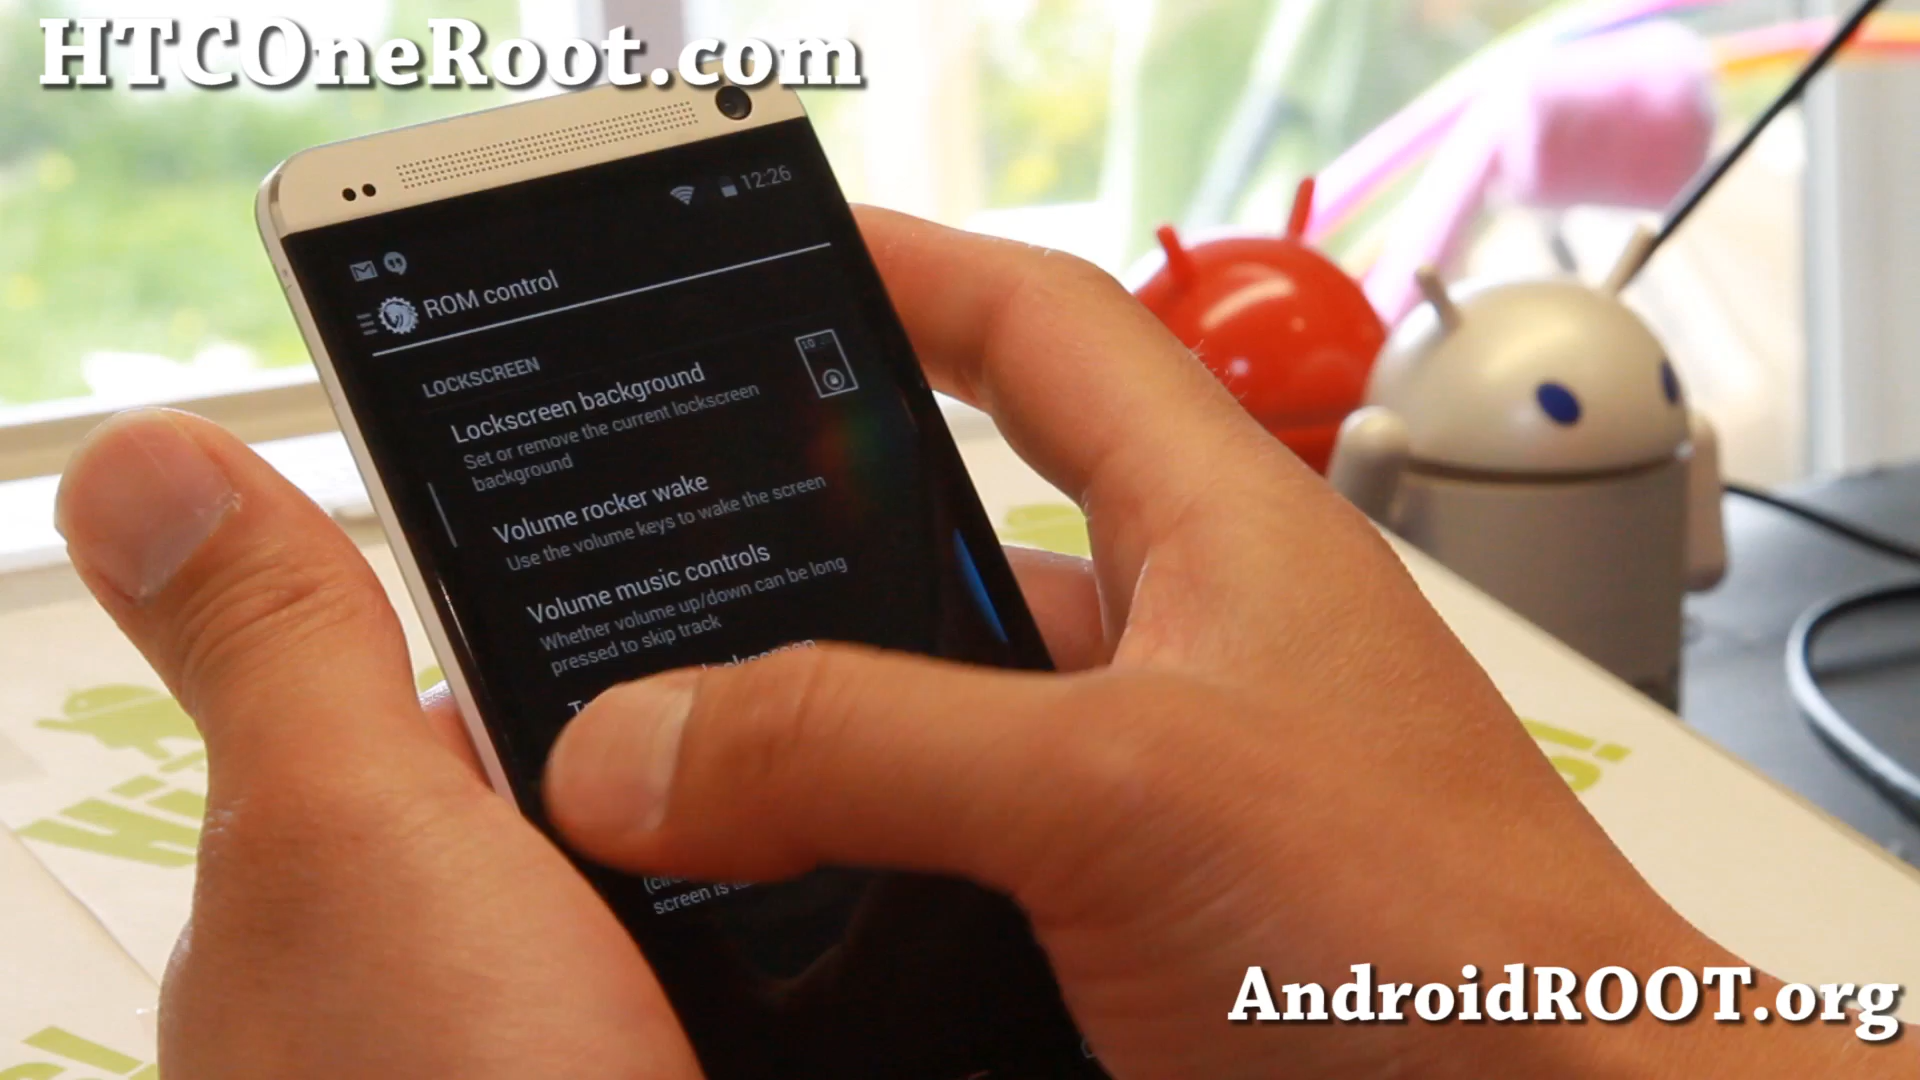 HTCOneRoot.com
12:26
ROM control
LOCKSCREEN
10
Lockscreen background
Set or remove the current lockscreen
background
Volume rocker wake
Use the volume keys to wake the screen
Volume music controls
Whether volume up/down can be long
pressed to skip track
lockscreen
screen is
AndroidROOT.org